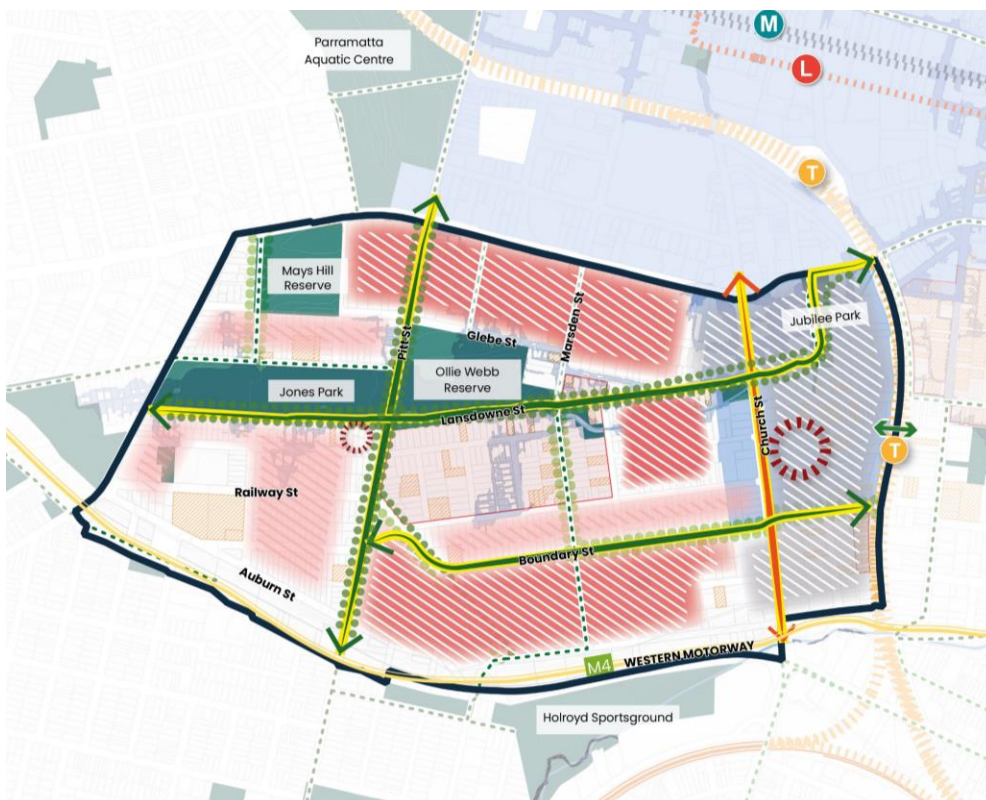 M
Parramatta
Aquatic Centre
L
T
Mays Hill
Reserve
Jubilee Park
Pitt St
Glebe St
Marsden St
Ollie Webb
Reserve
Jones Park
Lansdowne St
Church St
T
Railway St
Boundary St
Auburn St
M4
WESTERN MOTORWAY
Holroyd Sportsground